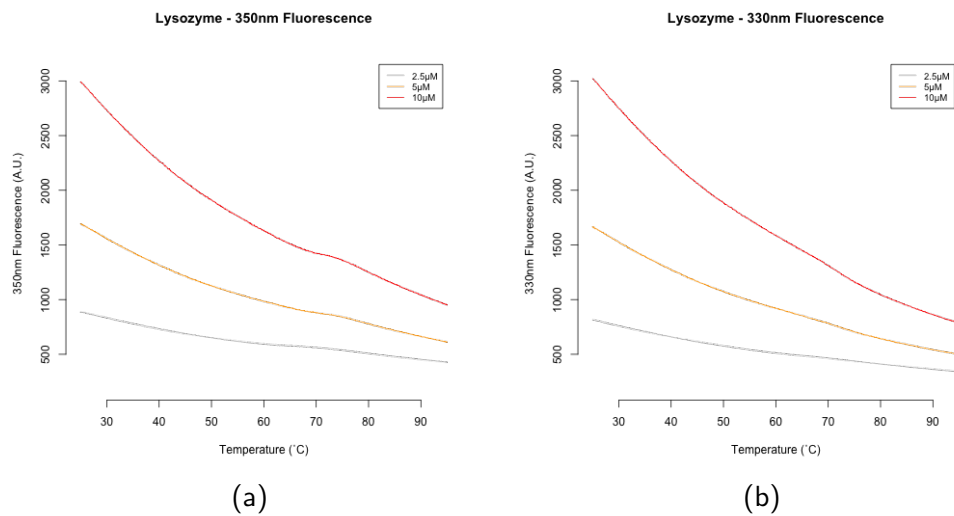 Lysozyme - 350nm Fluorescence
2.5µM
5µM
10µM
350nm Fluorescence (A.U.)
3000
2500
2000
1500
1000
500
30 40 50 60 70 80 90
Temperature (˚C)
(a)
Lysozyme - 330nm Fluorescence
2.5µM
5µM
10µM
330nm Fluorescence (A.U.)
3000
2500
2000
1500
1000
500
30 40 50 60 70 80 90
Temperature (˚C)
(b)